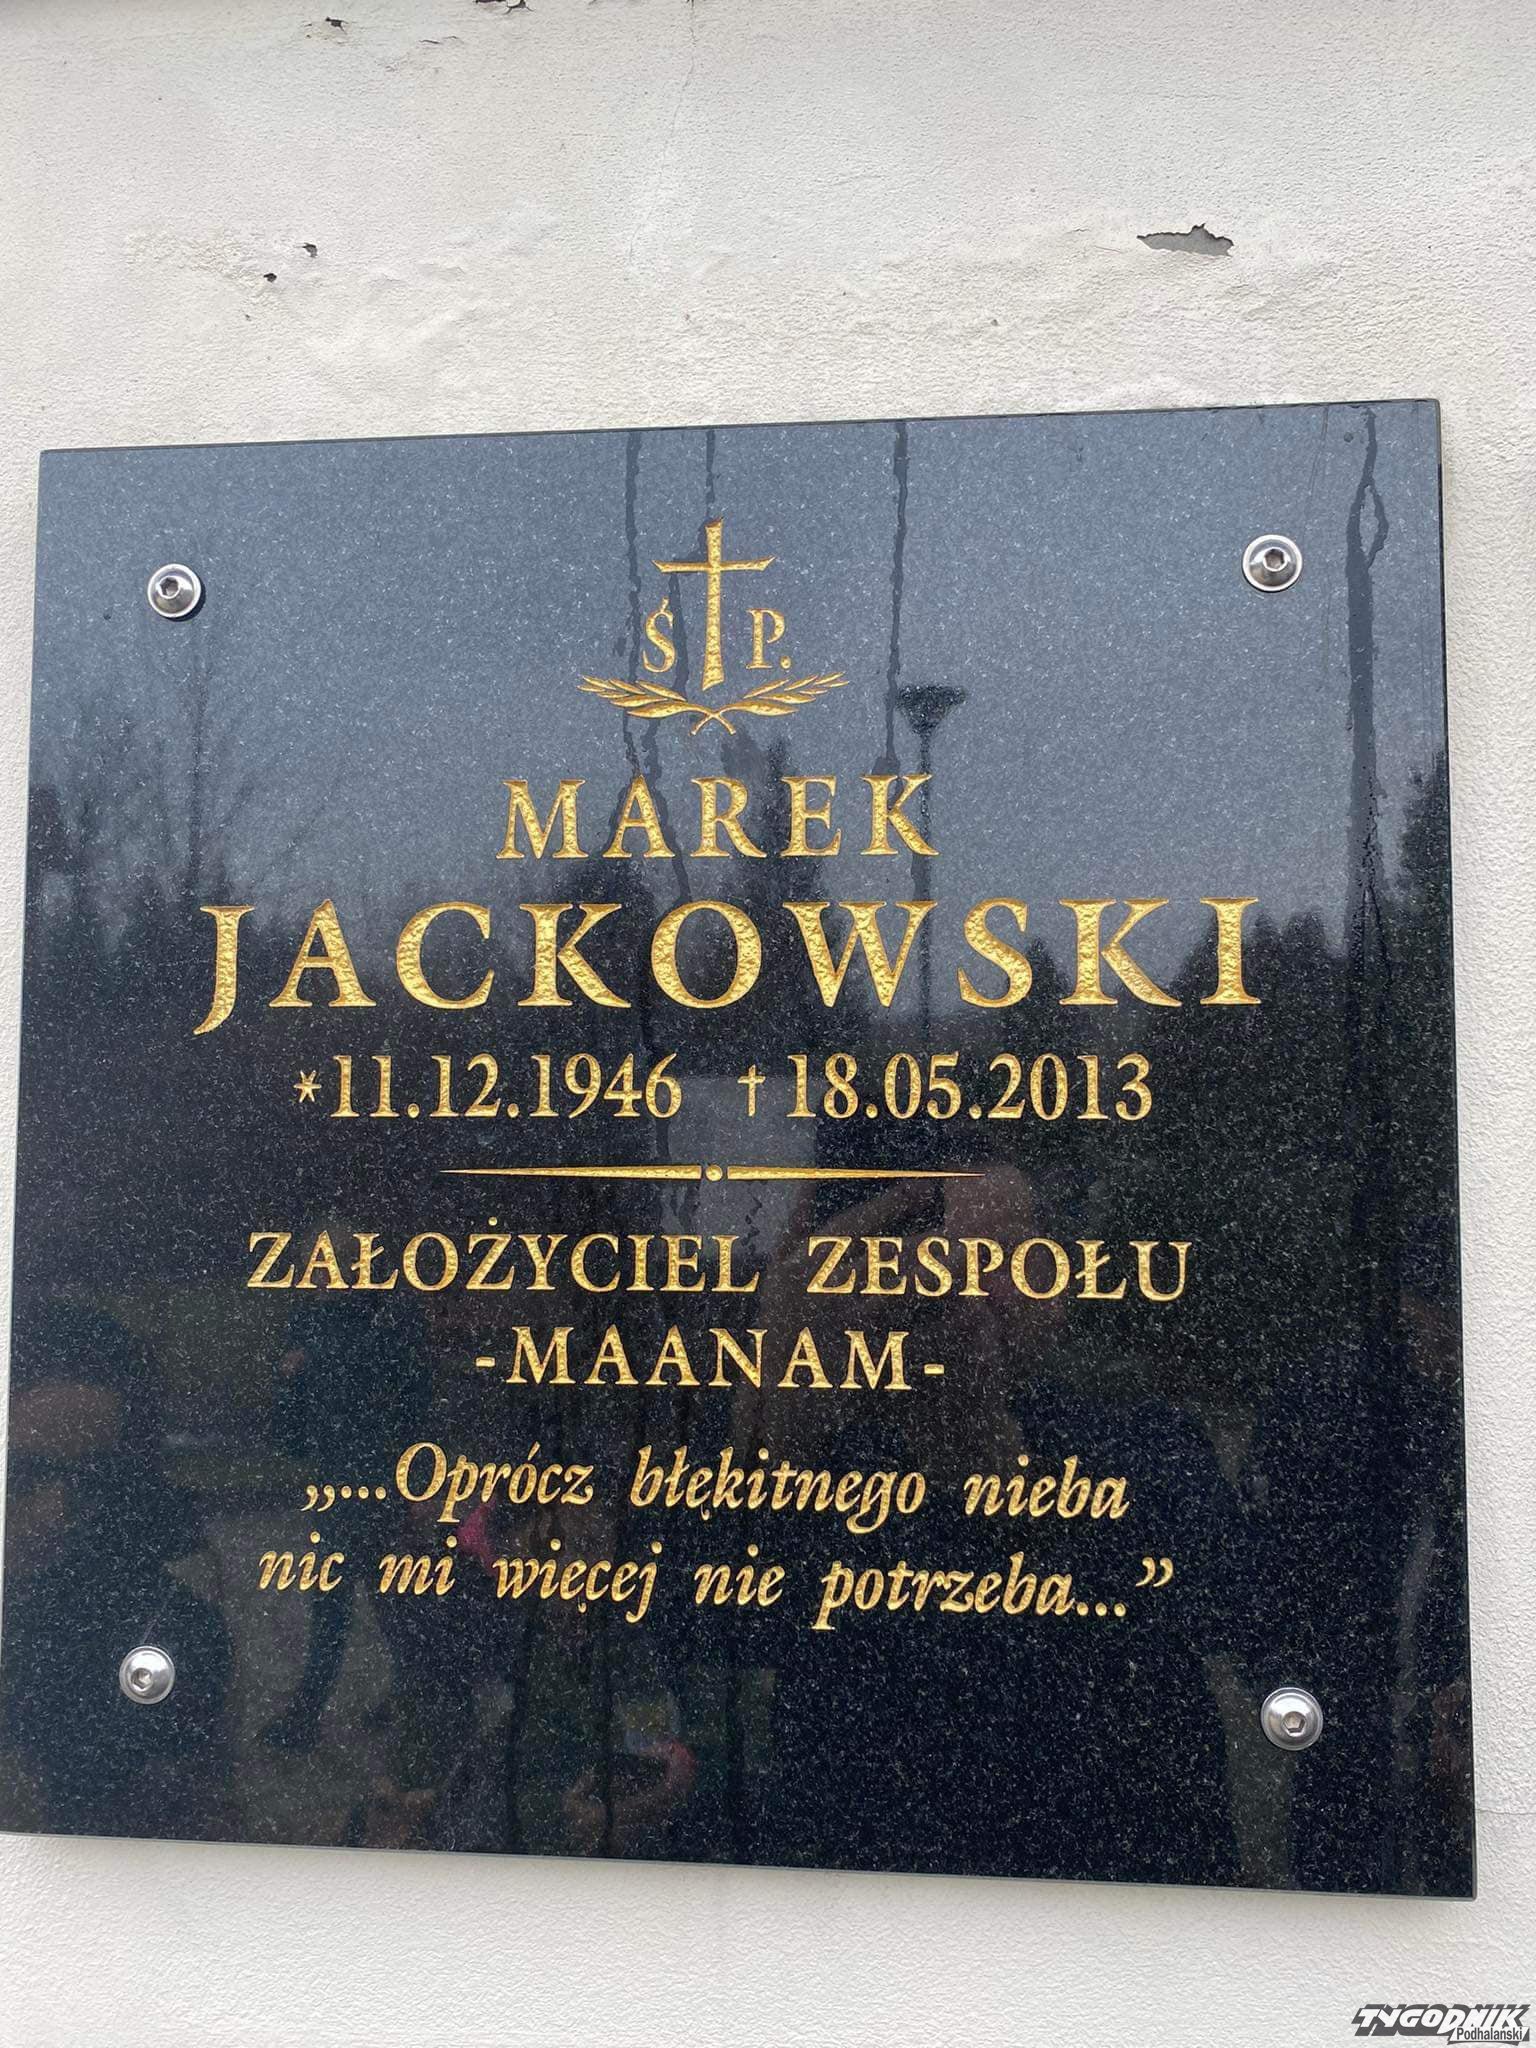 Ś P.
MAREK
JACKOWSKI
*11.12.1946 †18.05.2013
ZAŁOŻYCIEL ZESPOŁU
-MAANAM-
„...Oprócz błękitnego nieba
nic mi więcej nie potrzeba...”
TYGODNIK
Podhalanski